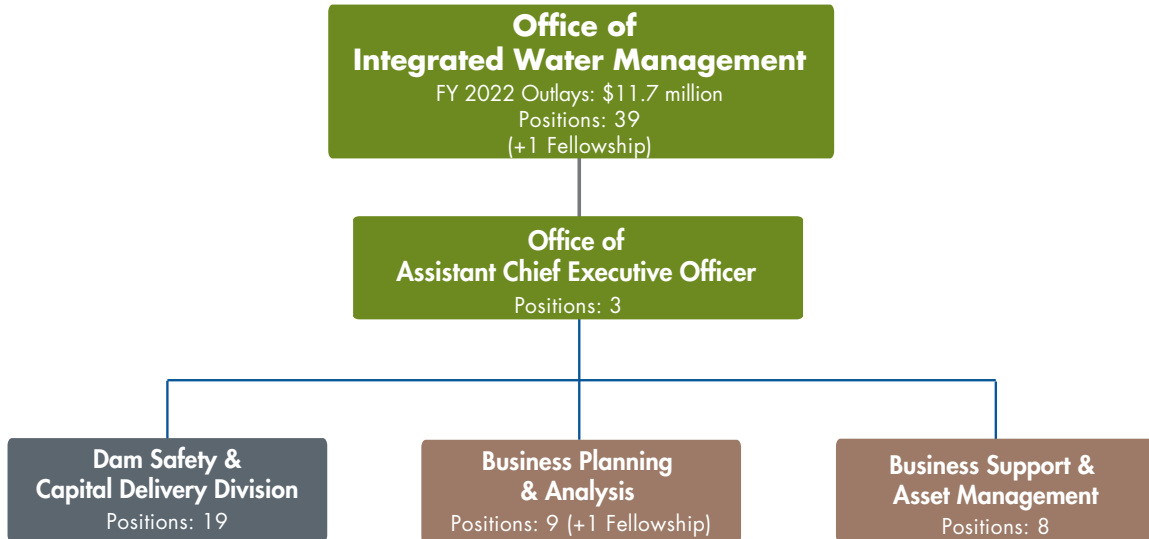 Office of
Integrated Water Management
FY 2022 Outlays: $11.7 million
Positions: 39
(+1 Fellowship)
Office of
Assistant Chief Executive Officer
Positions: 3
Dam Safety &
Capital Delivery Division
Positions: 19
Business Planning
& Analysis
Positions: 9 (+1 Fellowship)
Business Support &
Asset Management
Positions: 8